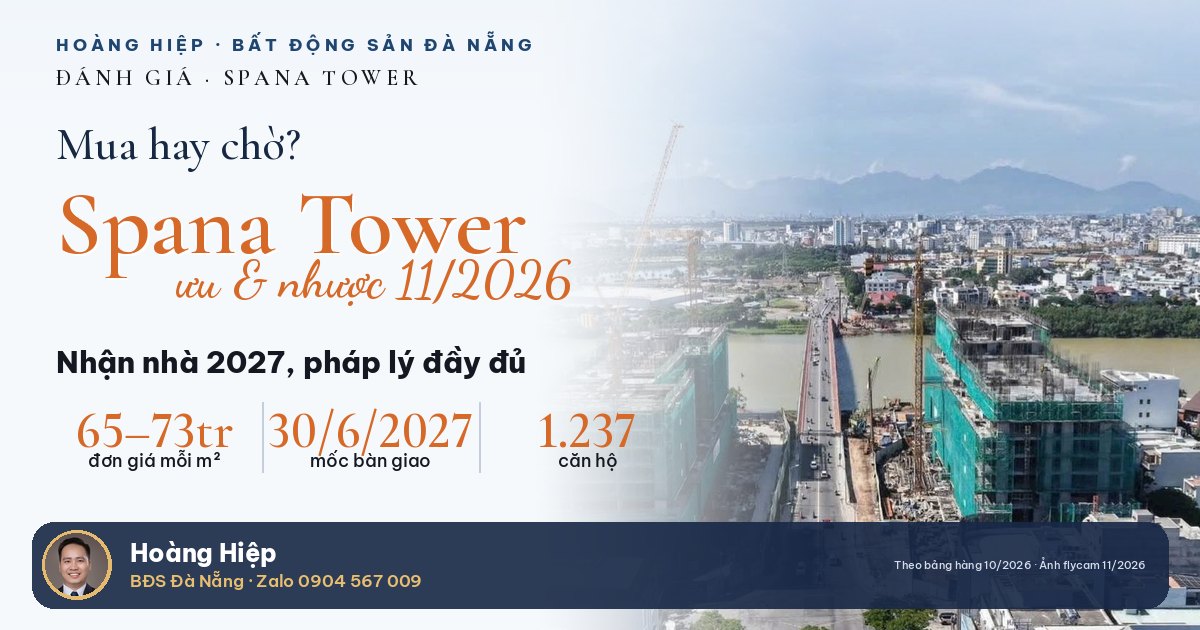 HOÀNG HIỆP · BẤT ĐỘNG SẢN ĐÀ NẴNG
ĐÁNH GIÁ · SPANA TOWER
Mua hay chờ?
Spana Tower
ưu & nhược 11/2026
Nhận nhà 2027, pháp lý đầy đủ
65–73tr
đơn giá mỗi m²
30/6/2027
mốc bàn giao
1.237
căn hộ
Hoàng Hiệp
BĐS Đà Nẵng · Zalo 0904 567 009
Theo bảng hàng 10/2026 · Ảnh flycam 11/2026